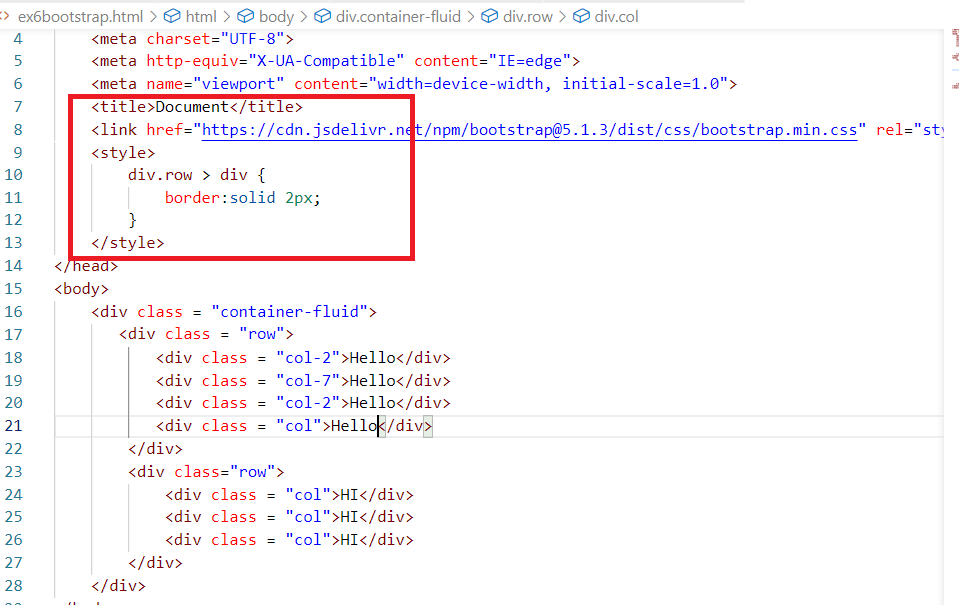 ex6bootstrap.html > html > body > div.container-fluid > div.row > div.col
4 <meta charset="UTF-8">
5 <meta http-equiv="X-UA-Compatible" content="IE=edge">
6 <meta name="viewport" content="width=device-width, initial-scale=1.0">
7 <title>Document</title>
8 <link href="https://cdn.jsdelivr.net/npm/bootstrap@5.1.3/dist/css/bootstrap.min.css" rel="sty
9 <style>
10 div.row > div {
11 border:solid 2px;
12 }
13 </style>
14 </head>
15 <body>
16 <div class = "container-fluid">
17 <div class = "row">
18 <div class = "col-2">Hello</div>
19 <div class = "col-7">Hello</div>
20 <div class = "col-2">Hello</div>
21 <div class = "col">Hello</div>
22 </div>
23 <div class="row">
24 <div class = "col">HI</div>
25 <div class = "col">HI</div>
26 <div class = "col">HI</div>
27 </div>
28 </div>